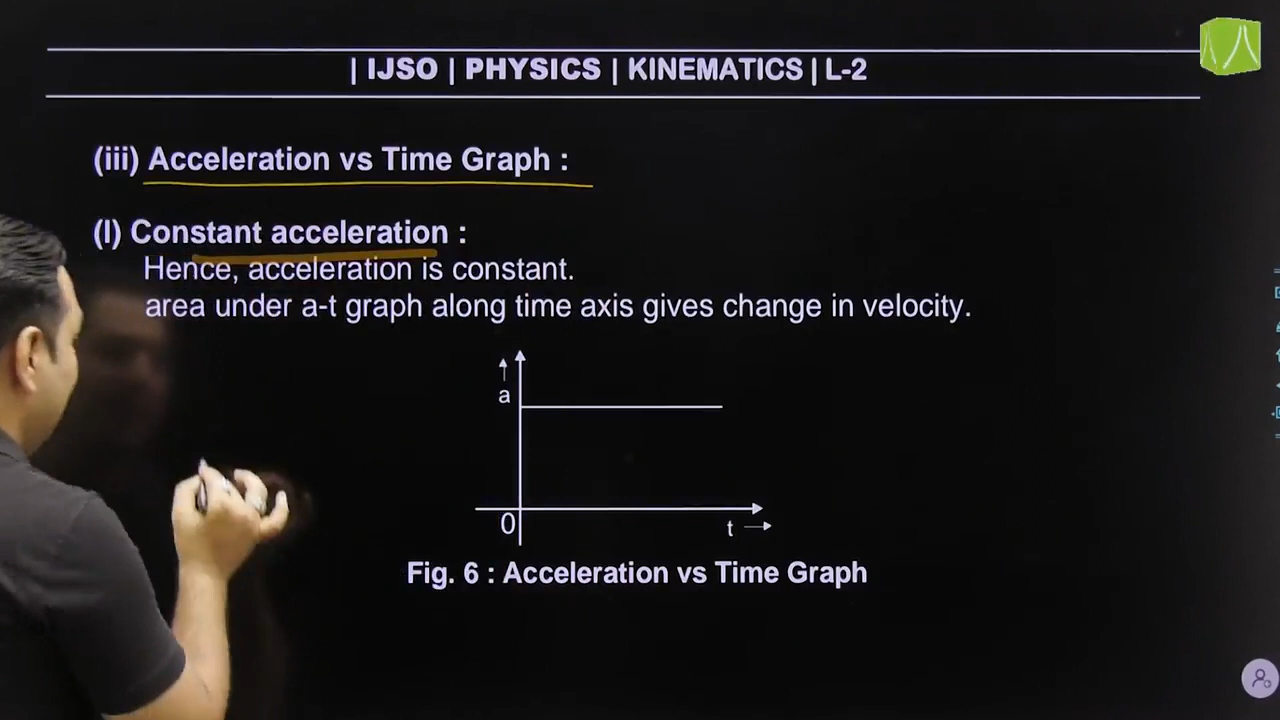 | IJSO | PHYSICS | KINEMATICS | L-2
(iii) Acceleration vs Time Graph :
(I) Constant acceleration :
Hence, acceleration is constant.
area under a-t graph along time axis gives change in velocity.
a
0
t
Fig. 6 : Acceleration vs Time Graph